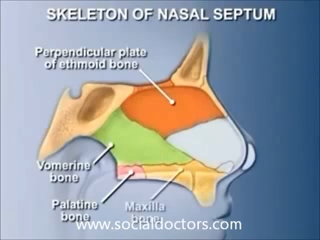 SKELETON OF NASAL SEPTUM
Perpendicular plate
of ethmoid bone
Vomerine
bone
Palatine
bone
Maxilla
bone
www.socialdoctors.com